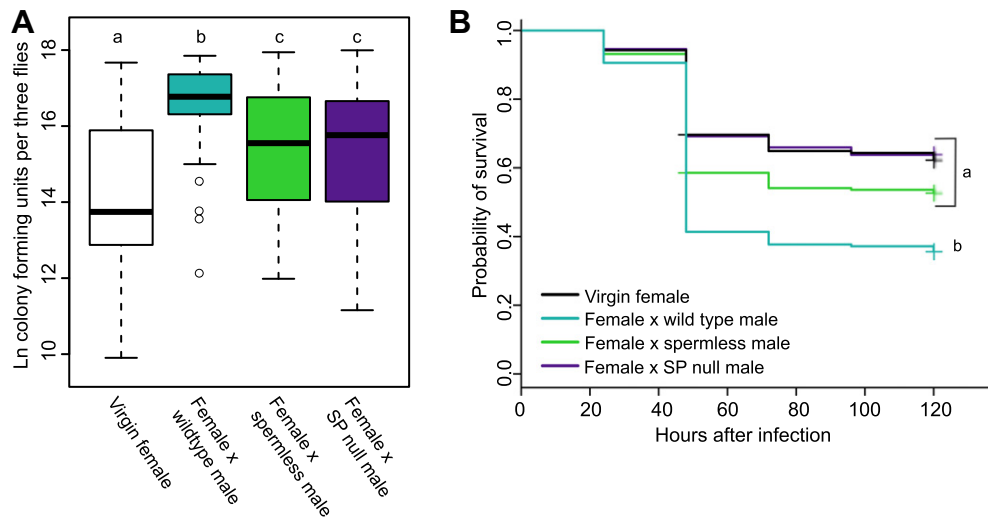 A
Ln colony forming units per three flies
18
16
14
12
10
a
b
c
c
Virgin female
Female x
wildtype male
Female x
spermless male
Female x
SP null male
B
Probability of survival
1.0
0.8
0.6
0.4
0.2
0.0
a
b
Virgin female
Female x wild type male
Female x spermless male
Female x SP null male
0
20
40
60
80
100
120
Hours after infection